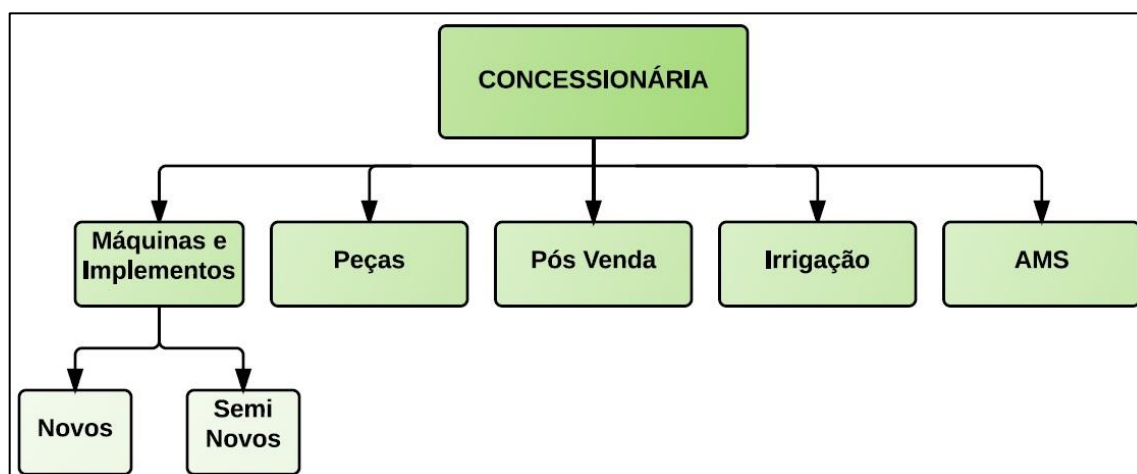 CONCESSIONÁRIA
Máquinas e
Implementos
Peças
Pós Venda
Irrigação
AMS
Novos
Semi
Novos